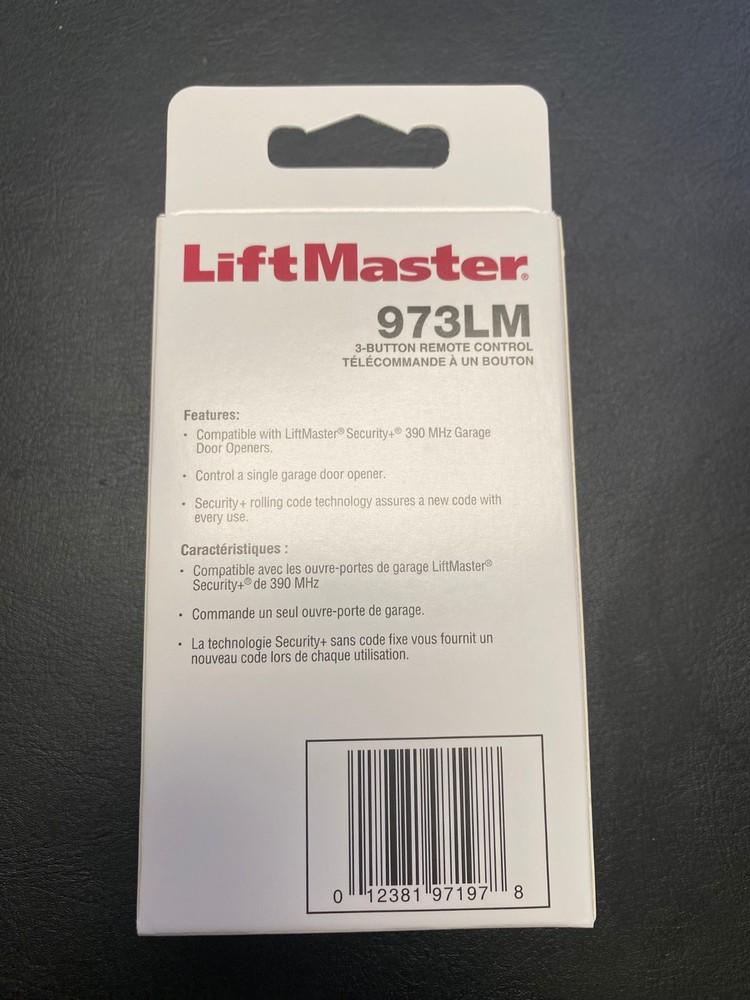 LiftMaster®
973LM
3-BUTTON REMOTE CONTROL
TÉLÉCOMMANDE À UN BOUTON
Features:
• Compatible with LiftMaster® Security+® 390 MHz Garage
Door Openers.
• Control a single garage door opener.
• Security+ rolling code technology assures a new code with
every use.
Caractéristiques :
• Compatible avec les ouvre-portes de garage LiftMaster®
Security+® de 390 MHz
• Commande un seul ouvre-porte de garage.
• La technologie Security+ sans code fixe vous fournit un
nouveau code lors de chaque utilisation.
0 12381 97197 8